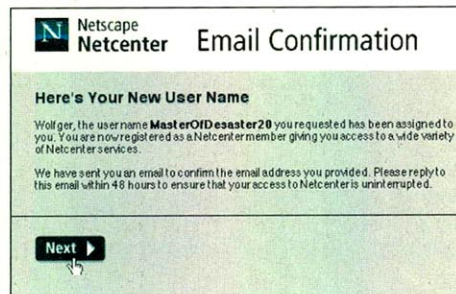 N
Netscape
Netcenter
Email Confirmation
Here's Your New User Name
Wolfger, the username MasterOfDesaster20 you requested has been assigned to
you. You are now registered as a Netcenter member giving you access to a wide variety
of Netcenter services.
We have sent you an email to confirm the email address you provided. Please reply to
this email within 48 hours to ensure that your access to Netcenter is uninterrupted.
Next